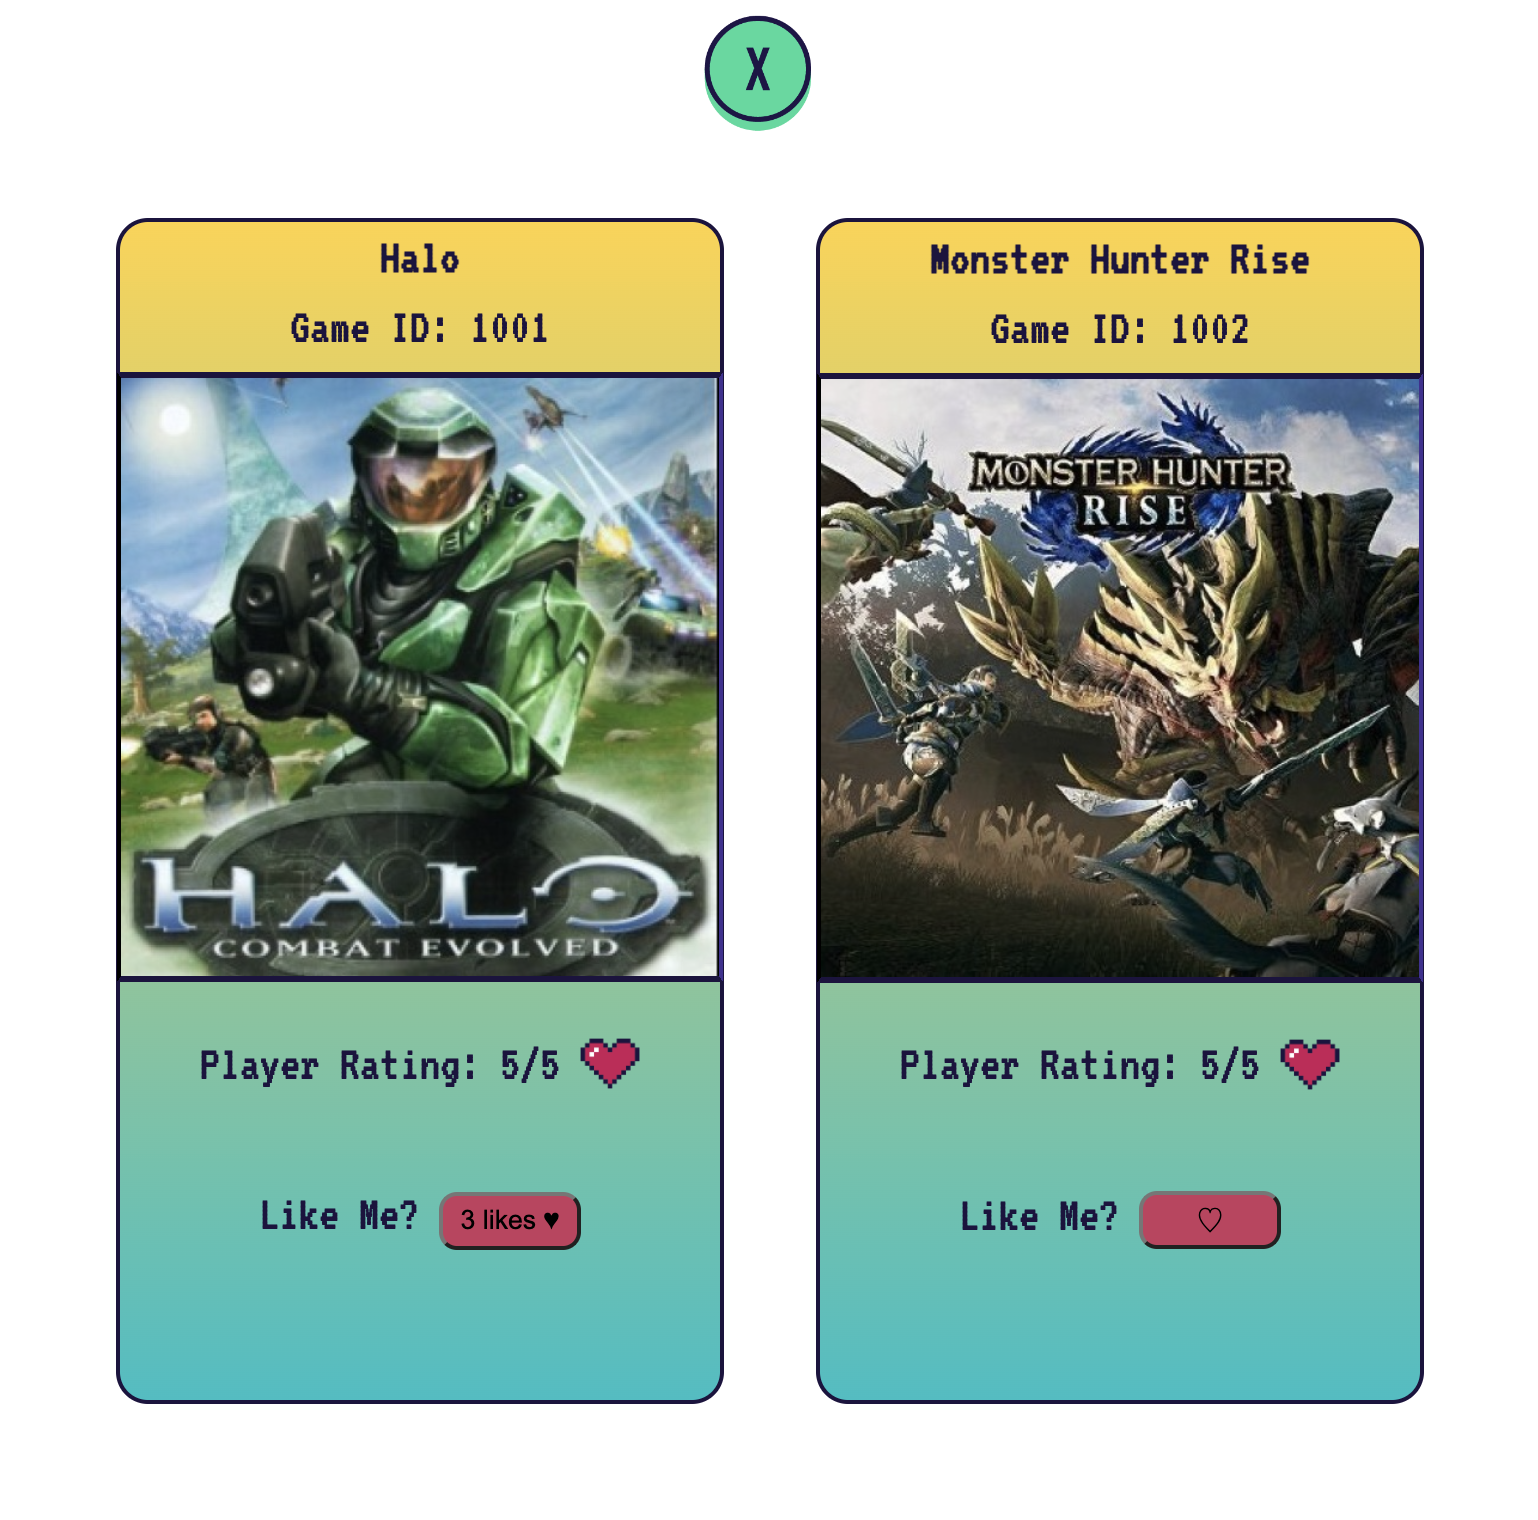 X
Halo
Game ID: 1001
HALO
COMBAT EVOLVED
Player Rating: 5/5
Like Me? 3 likes ♥
Monster Hunter Rise
Game ID: 1002
MONSTER HUNTER
RISE
Player Rating: 5/5
Like Me? ♡